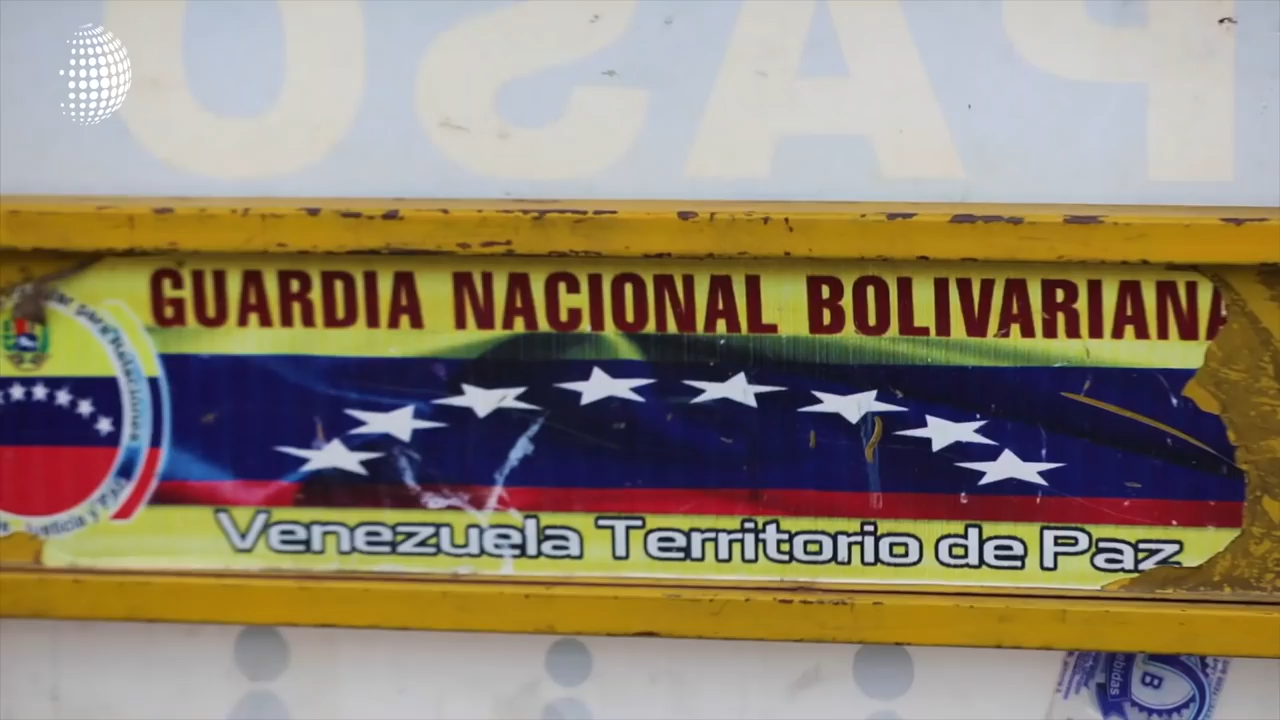 PASO
GUARDIA NACIONAL BOLIVARIANA
Venezuela Territorio de Paz
B